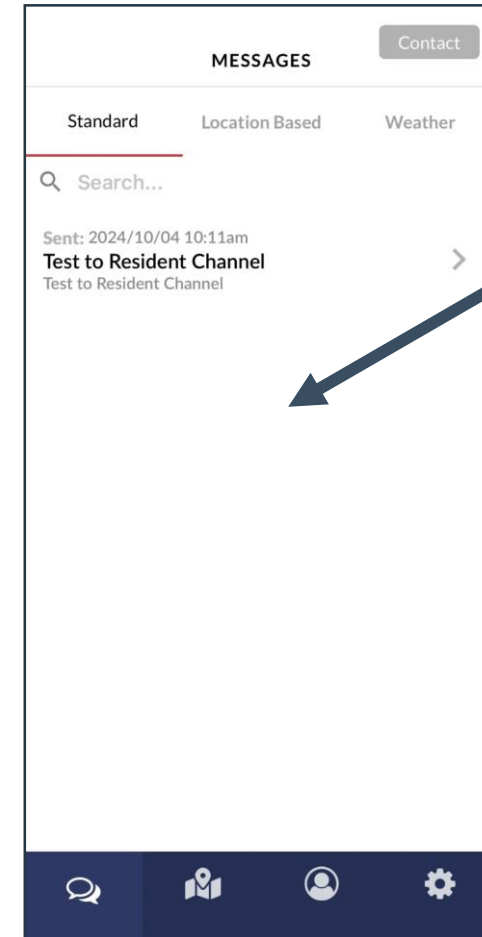 Contact
MESSAGES
Standard Location Based Weather
Search...
Sent: 2024/10/04 10:11am
Test to Resident Channel
Test to Resident Channel